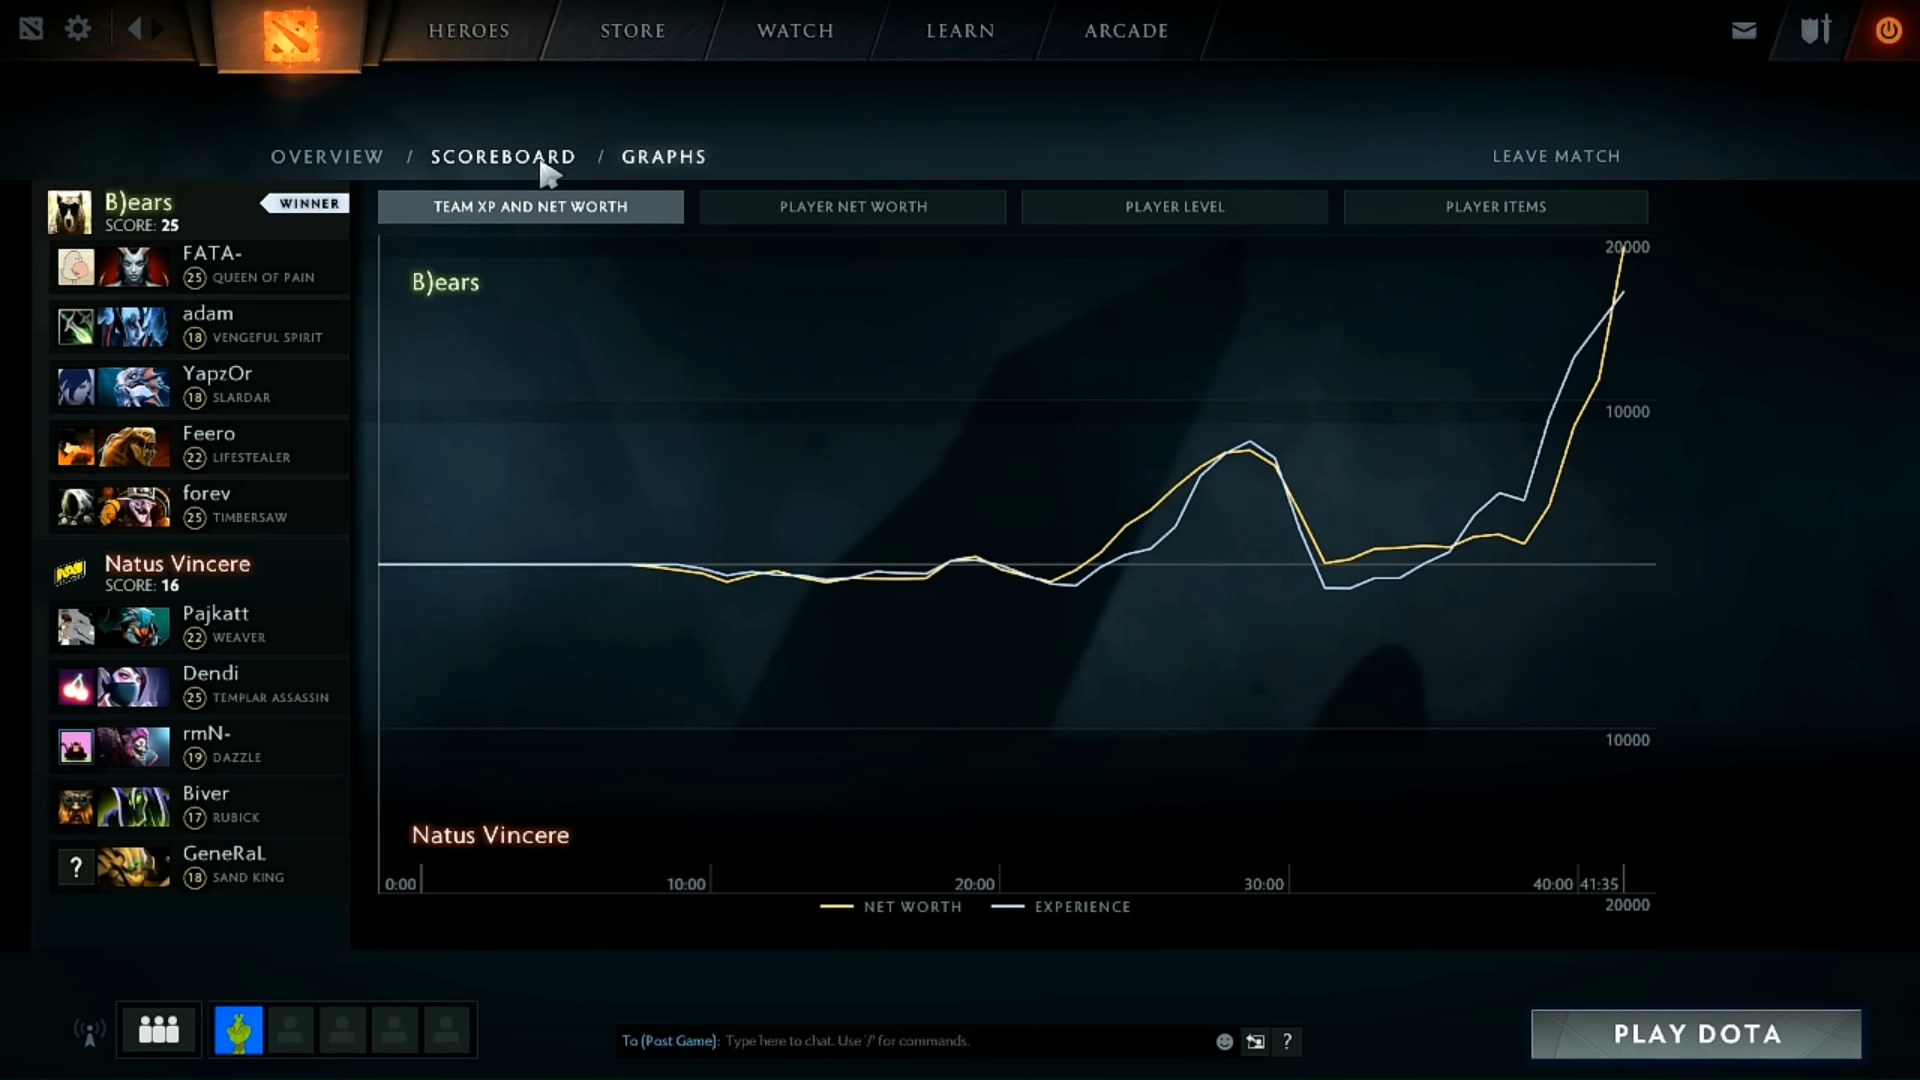 HEROES
STORE
WATCH
LEARN
ARCADE
OVERVIEW / SCOREBOARD / GRAPHS
LEAVE MATCH
B)ears
WINNER
SCORE: 25
FATA-
25 QUEEN OF PAIN
adam
18 VENGEFUL SPIRIT
YapzOr
18 SLARDAR
Feero
22 LIFESTEALER
forev
25 TIMBERSAW
Natus Vincere
SCORE: 16
Pajkatt
22 WEAVER
Dendi
25 TEMPLAR ASSASSIN
rmN-
19 DAZZLE
Biver
17 RUBICK
?
GeneRaL
18 SAND KING
TEAM XP AND NET WORTH
PLAYER NET WORTH
PLAYER LEVEL
PLAYER ITEMS
20000
B)ears
10000
10000
Natus Vincere
0:00
10:00
20:00
30:00
40:00
41:35
20000
NET WORTH
EXPERIENCE
To (Post Game): Type here to chat. Use '/' for commands.
?
PLAY DOTA